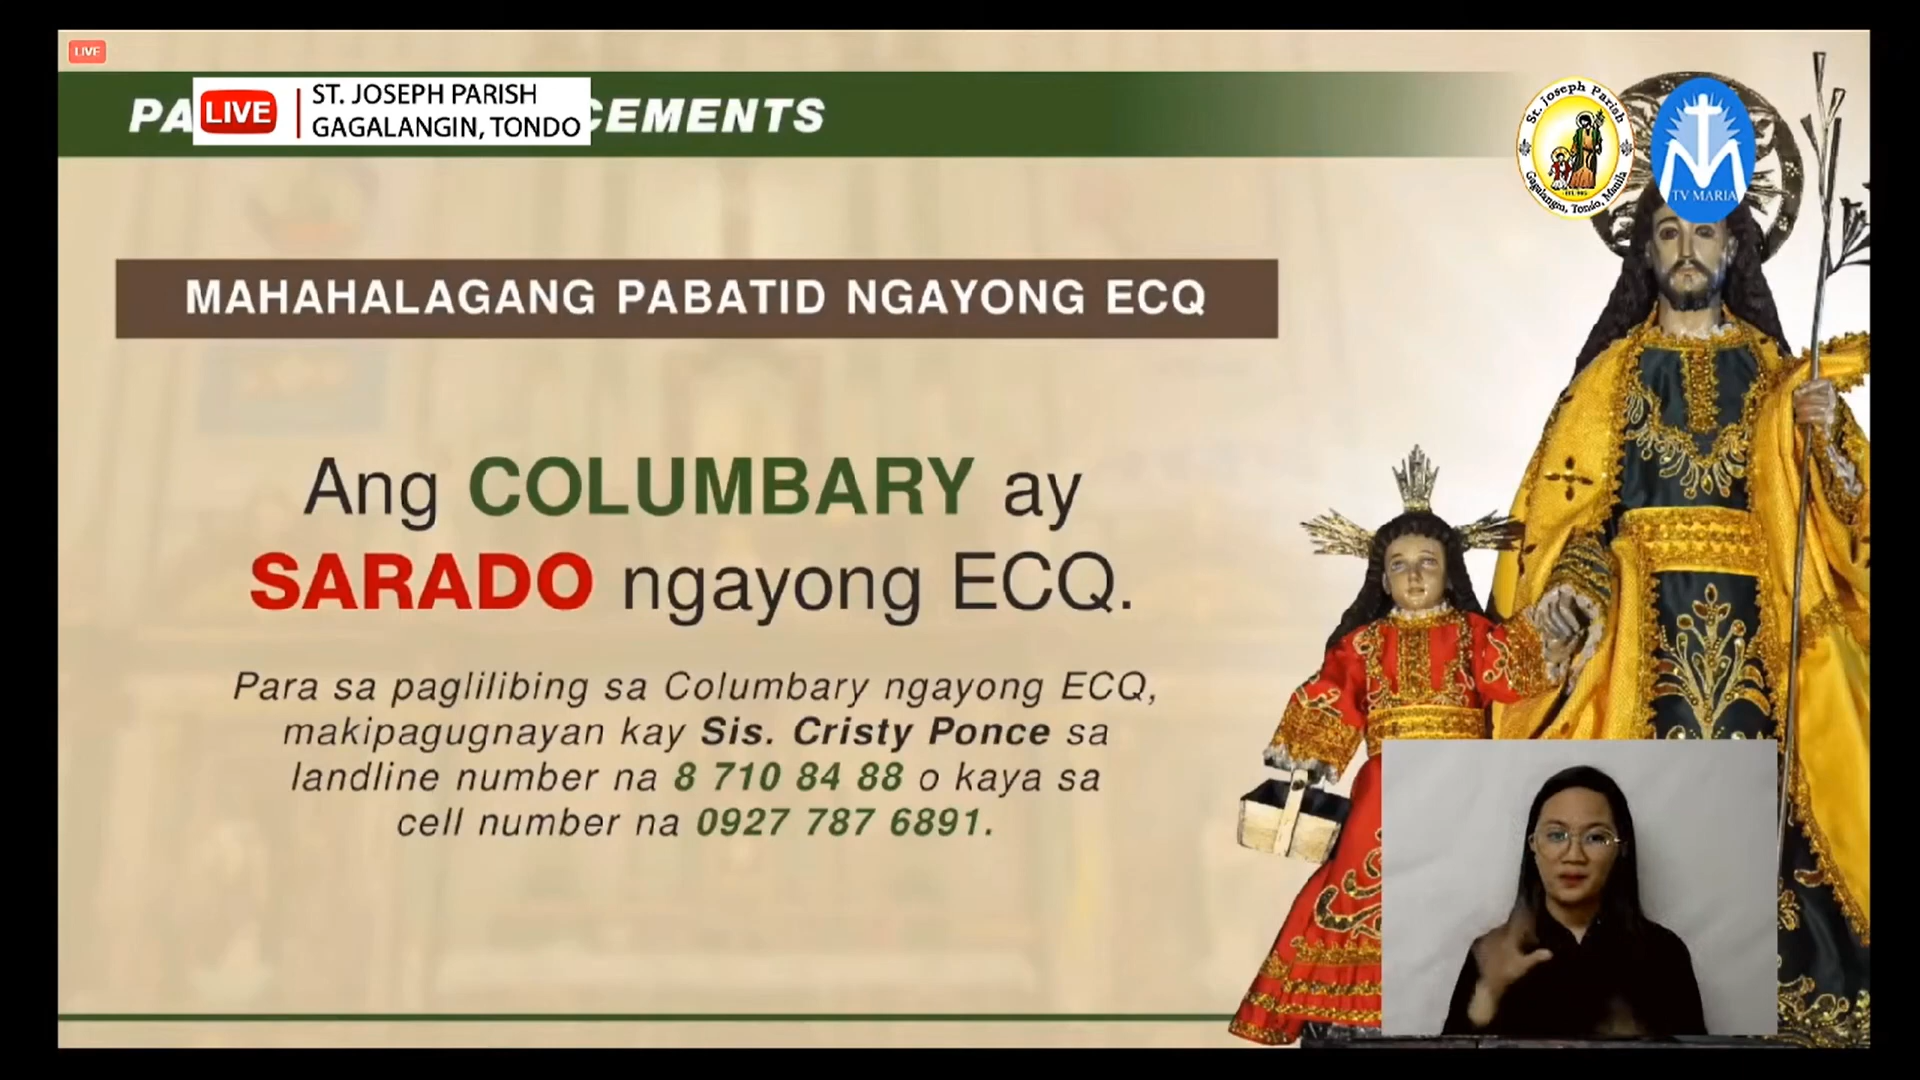 LIVE
LIVE
ST. JOSEPH PARISH
GAGALANGIN, TONDO
PA
CEMENTS
St. Joseph Parish
Gagalangin, Tondo, Manila
TV MARIA
MAHAHALAGANG PABATID NGAYONG ECQ
Ang COLUMBARY ay
SARADO ngayong ECQ.
Para sa paglilibing sa Columbary ngayong ECQ,
makipagugnayan kay Sis. Cristy Ponce sa
landline number na 8 710 84 88 o kaya sa
cell number na 0927 787 6891.